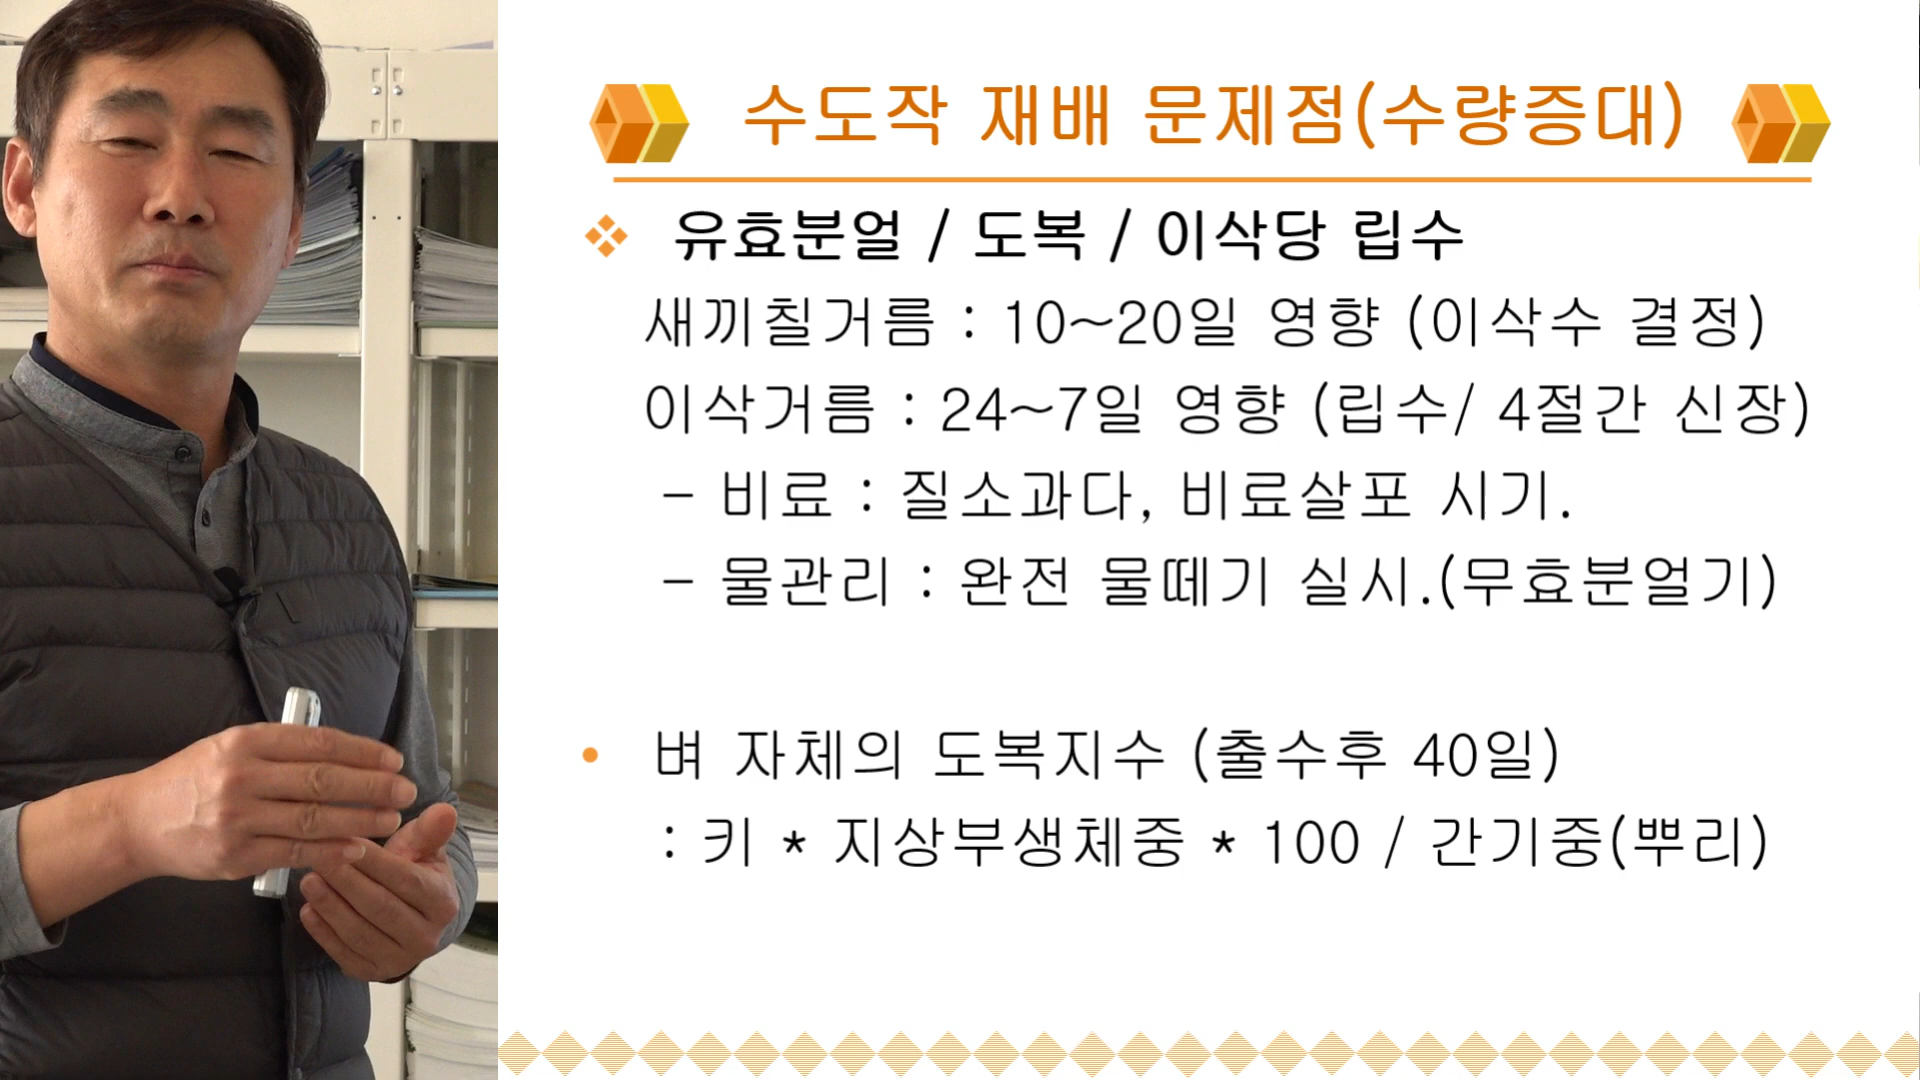 수도작 재배 문제점(수량증대)
유효분얼 / 도복 / 이삭당 립수
새끼칠거름 : 10~20일 영향 (이삭수 결정)
이삭거름 : 24~7일 영향 (립수/ 4절간 신장)
- 비료 : 질소과다, 비료살포 시기.
- 물관리 : 완전 물떼기 실시.(무효분얼기)
벼 자체의 도복지수 (출수후 40일)
: 키 * 지상부생체중 * 100 / 간기중(뿌리)